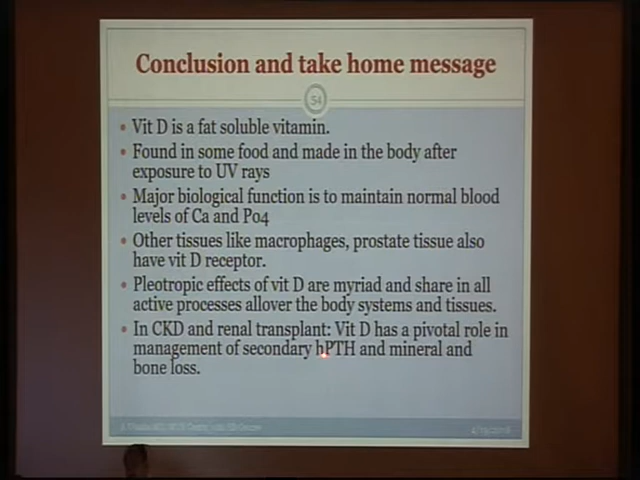 Conclusion and take home message
54
• Vit D is a fat soluble vitamin.
• Found in some food and made in the body after
exposure to UV rays
• Major biological function is to maintain normal blood
levels of Ca and Po4
• Other tissues like macrophages, prostate tissue also
have vit D receptor.
• Pleotropic effects of vit D are myriad and share in all
active processes allover the body systems and tissues.
• In CKD and renal transplant: Vit D has a pivotal role in
management of secondary hPTH and mineral and
bone loss.